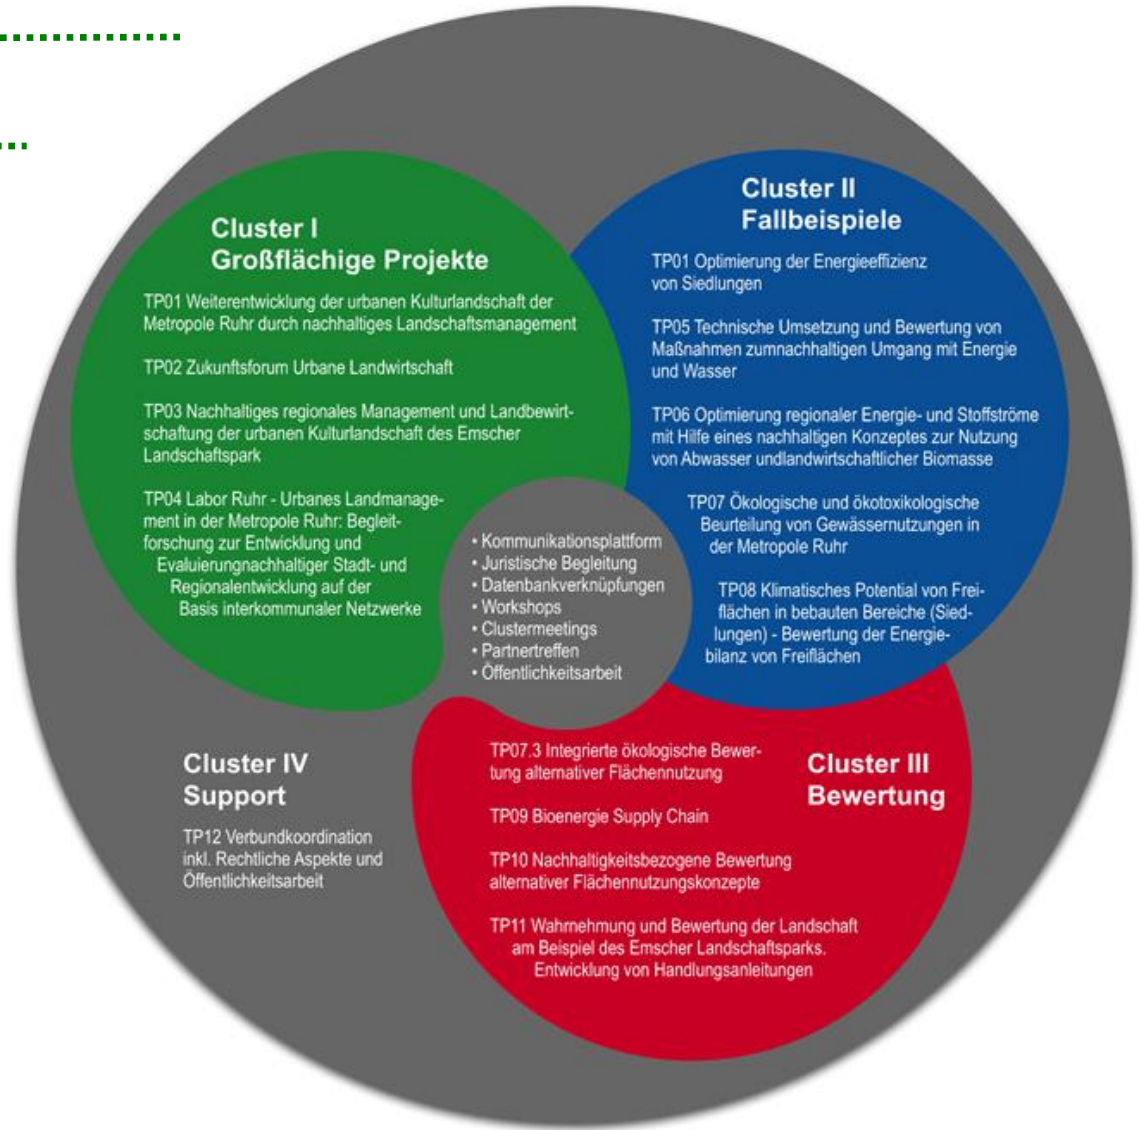 Cluster I
Großflächige Projekte
TP01 Weiterentwicklung der urbanen Kulturlandschaft der
Metropole Ruhr durch nachhaltiges Landschaftsmanagement
TP02 Zukunftsforum Urbane Landwirtschaft
TP03 Nachhaltiges regionales Management und Landbewirt-
schaftung der urbanen Kulturlandschaft des Emscher
Landschaftspark
TP04 Labor Ruhr - Urbanes Landmanage-
ment in der Metropole Ruhr: Begleit-
forschung zur Entwicklung und
Evaluierungnachhaltiger Stadt- und
Regionalentwicklung auf der
Basis interkommunaler Netzwerke
Cluster II
Fallbeispiele
TP01 Optimierung der Energieeffizienz
von Siedlungen
TP05 Technische Umsetzung und Bewertung von
Maßnahmen zumnachhaltigen Umgang mit Energie
und Wasser
TP06 Optimierung regionaler Energie- und Stoffströme
mit Hilfe eines nachhaltigen Konzeptes zur Nutzung
von Abwasser undlandwirtschaftlicher Biomasse
TP07 Ökologische und ökotoxikologische
Beurteilung von Gewässernutzungen in
der Metropole Ruhr
TP08 Klimatisches Potential von Frei-
flächen in bebauten Bereiche (Sied-
lungen) - Bewertung der Energie-
bilanz von Freiflächen
• Kommunikationsplattform
• Juristische Begleitung
• Datenbankverknüpfungen
• Workshops
• Clustermeetings
• Partnertreffen
• Öffentlichkeitsarbeit
Cluster III
Bewertung
TP07.3 Integrierte ökologische Bewer-
tung alternativer Flächennutzung
TP09 Bioenergie Supply Chain
TP10 Nachhaltigkeitsbezogene Bewertung
alternativer Flächennutzungskonzepte
TP11 Wahrnehmung und Bewertung der Landschaft
am Beispiel des Emscher Landschaftsparks.
Entwicklung von Handlungsanleitungen
Cluster IV
Support
TP12 Verbundkoordination
inkl. Rechtliche Aspekte und
Öffentlichkeitsarbeit